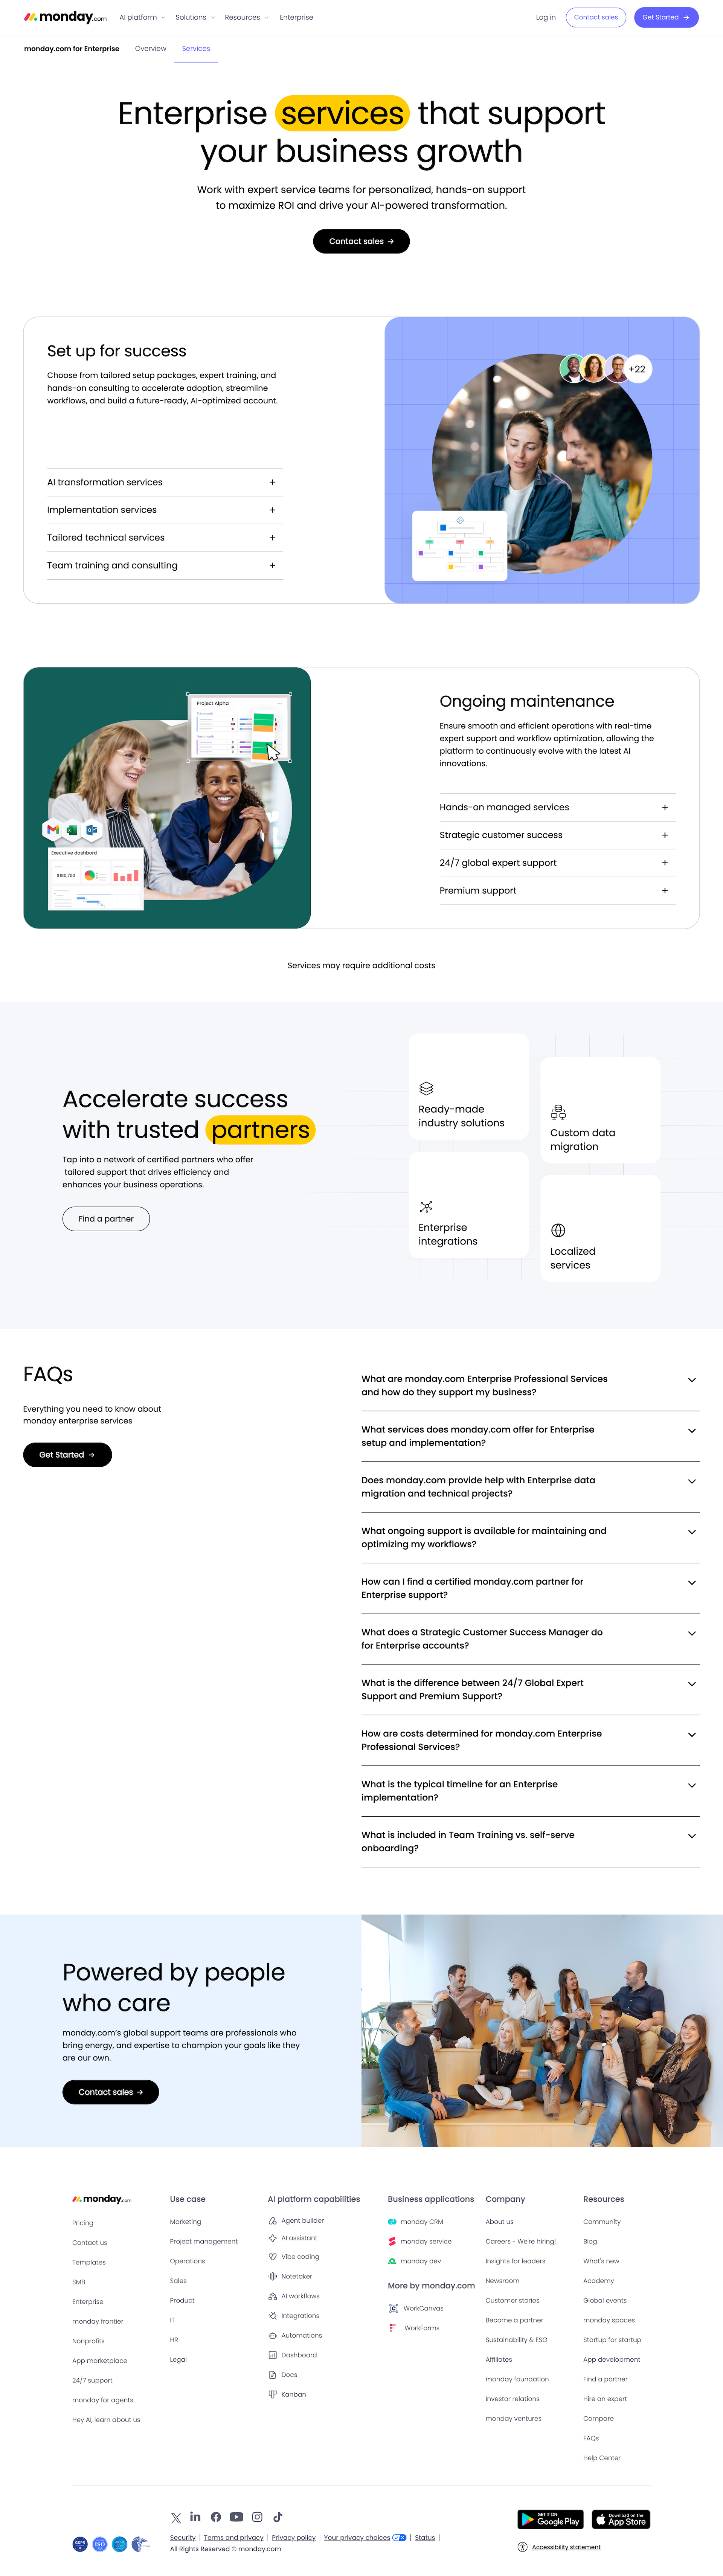 monday.com
AI platform
Solutions
Resources
Enterprise
Log in
Contact sales
Get Started →
monday.com for Enterprise
Overview
Services
Enterprise services that support
your business growth
Work with expert service teams for personalized, hands-on support
to maximize ROI and drive your AI-powered transformation.
Contact sales →
Set up for success
Choose from tailored setup packages, expert training, and
hands-on consulting to accelerate adoption, streamline
workflows, and build a future-ready, AI-optimized account.
AI transformation services +
Implementation services +
Tailored technical services +
Team training and consulting +
+22
Project Alpha
Executive dashbord
$180,700
Ongoing maintenance
Ensure smooth and efficient operations with real-time
expert support and workflow optimization, allowing the
platform to continuously evolve with the latest AI
innovations.
Hands-on managed services +
Strategic customer success +
24/7 global expert support +
Premium support +
Services may require additional costs
Accelerate success
with trusted partners
Tap into a network of certified partners who offer
tailored support that drives efficiency and
enhances your business operations.
Find a partner
Ready-made
industry solutions
Custom data
migration
Enterprise
integrations
Localized
services
FAQs
Everything you need to know about
monday enterprise services
Get Started →
What are monday.com Enterprise Professional Services
and how do they support my business?
What services does monday.com offer for Enterprise
setup and implementation?
Does monday.com provide help with Enterprise data
migration and technical projects?
What ongoing support is available for maintaining and
optimizing my workflows?
How can I find a certified monday.com partner for
Enterprise support?
What does a Strategic Customer Success Manager do
for Enterprise accounts?
What is the difference between 24/7 Global Expert
Support and Premium Support?
How are costs determined for monday.com Enterprise
Professional Services?
What is the typical timeline for an Enterprise
implementation?
What is included in Team Training vs. self-serve
onboarding?
Powered by people
who care
monday.com's global support teams are professionals who
bring energy, and expertise to champion your goals like they
are our own.
Contact sales →
monday.com
Pricing
Contact us
Templates
SMB
Enterprise
monday frontier
Nonprofits
App marketplace
24/7 support
monday for agents
Hey AI, learn about us
Use case
Marketing
Project management
Operations
Sales
Product
IT
HR
Legal
AI platform capabilities
Agent builder
AI assistant
Vibe coding
Notetaker
AI workflows
Integrations
Automations
Dashboard
Docs
Kanban
Business applications
monday CRM
monday service
monday dev
More by monday.com
WorkCanvas
WorkForms
Company
About us
Careers - We're hiring!
Insights for leaders
Newsroom
Customer stories
Become a partner
Sustainability & ESG
Affiliates
monday foundation
Investor relations
monday ventures
Resources
Community
Blog
What's new
Academy
Global events
monday spaces
Startup for startup
App development
Find a partner
Hire an expert
Compare
FAQs
Help Center
GDPR
ISO
Security | Terms and privacy | Privacy policy | Your privacy choices | Status |
All Rights Reserved © monday.com
GET IT ON
Google Play
Download on the
App Store
Accessibility statement